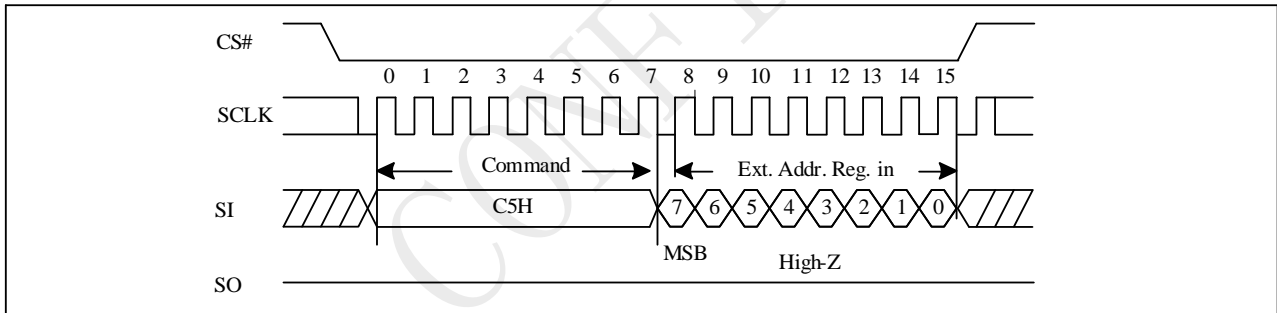 CS#
0 1 2 3 4 5 6 7 8 9 10 11 12 13 14 15
SCLK
Command Ext. Addr. Reg. in
SI C5H 7 6 5 4 3 2 1 0
MSB High-Z
SO